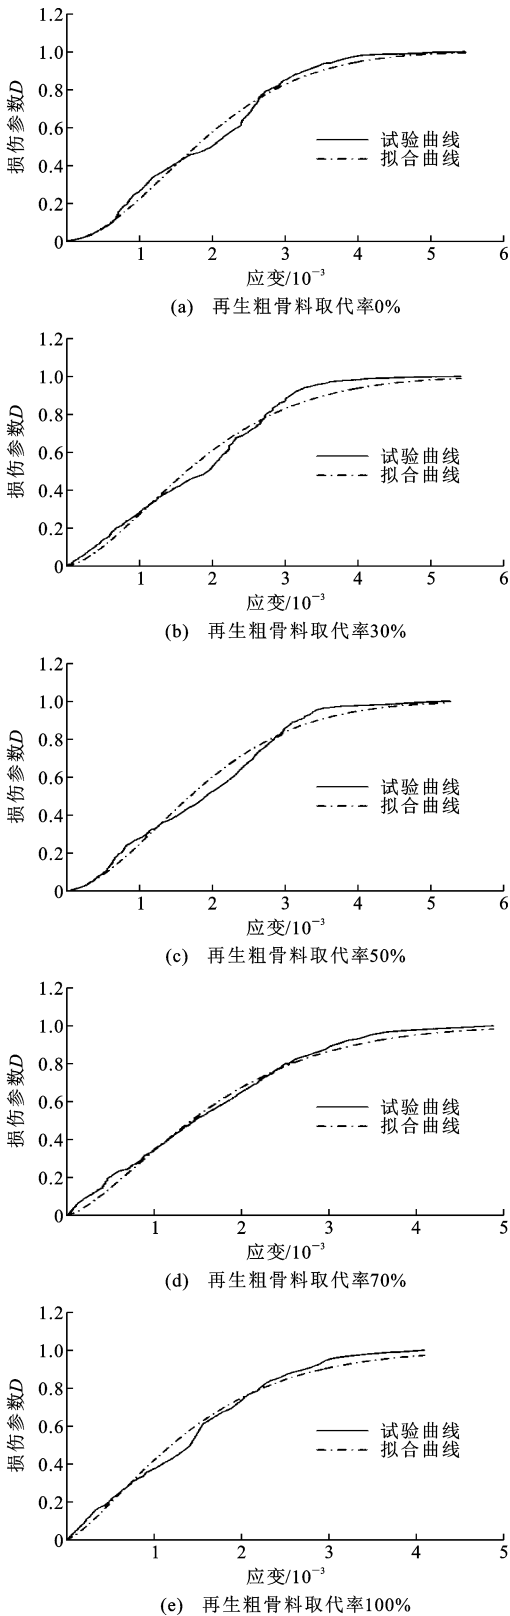 1.2
1.0
0.8
0.6
0.4
0.2
0
损伤参数D
试验曲线
拟合曲线
1 2 3 4 5 6
应变/10⁻³
(a) 再生粗骨料取代率0%
1.2
1.0
0.8
0.6
0.4
0.2
0
损伤参数D
试验曲线
拟合曲线
1 2 3 4 5 6
应变/10⁻³
(b) 再生粗骨料取代率30%
1.2
1.0
0.8
0.6
0.4
0.2
0
损伤参数D
试验曲线
拟合曲线
1 2 3 4 5 6
应变/10⁻³
(c) 再生粗骨料取代率50%
1.2
1.0
0.8
0.6
0.4
0.2
0
损伤参数D
试验曲线
拟合曲线
1 2 3 4 5
应变/10⁻³
(d) 再生粗骨料取代率70%
1.2
1.0
0.8
0.6
0.4
0.2
0
损伤参数D
试验曲线
拟合曲线
1 2 3 4 5
应变/10⁻³
(e) 再生粗骨料取代率100%